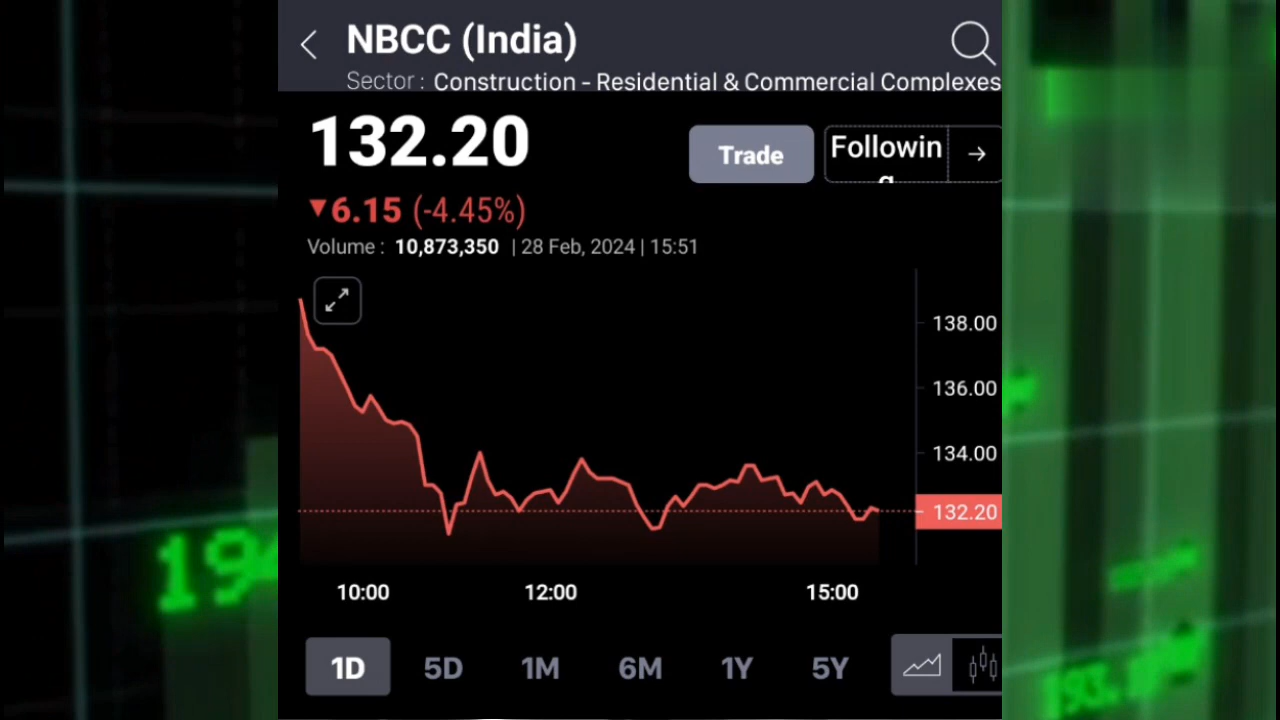 NBCC (India)
Sector : Construction - Residential & Commercial Complexes
132.20
Trade
Followin
g
→
▼6.15 (-4.45%)
Volume : 10,873,350 | 28 Feb, 2024 | 15:51
138.00
136.00
134.00
132.20
10:00 12:00 15:00
1D 5D 1M 6M 1Y 5Y